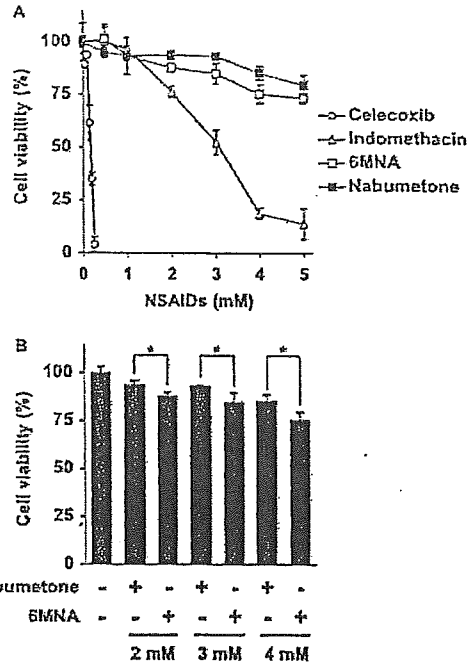 A
Cell viability (%)
100
75
50
25
0
0 1 2 3 4 5
NSAIDs (mM)
Celecoxib
Indomethacin
6MNA
Nabumetone
B
Cell viability (%)
100
75
50
25
0
* * *
bumetone - + - + - + -
6MNA - - + - + - +
2 mM 3 mM 4 mM